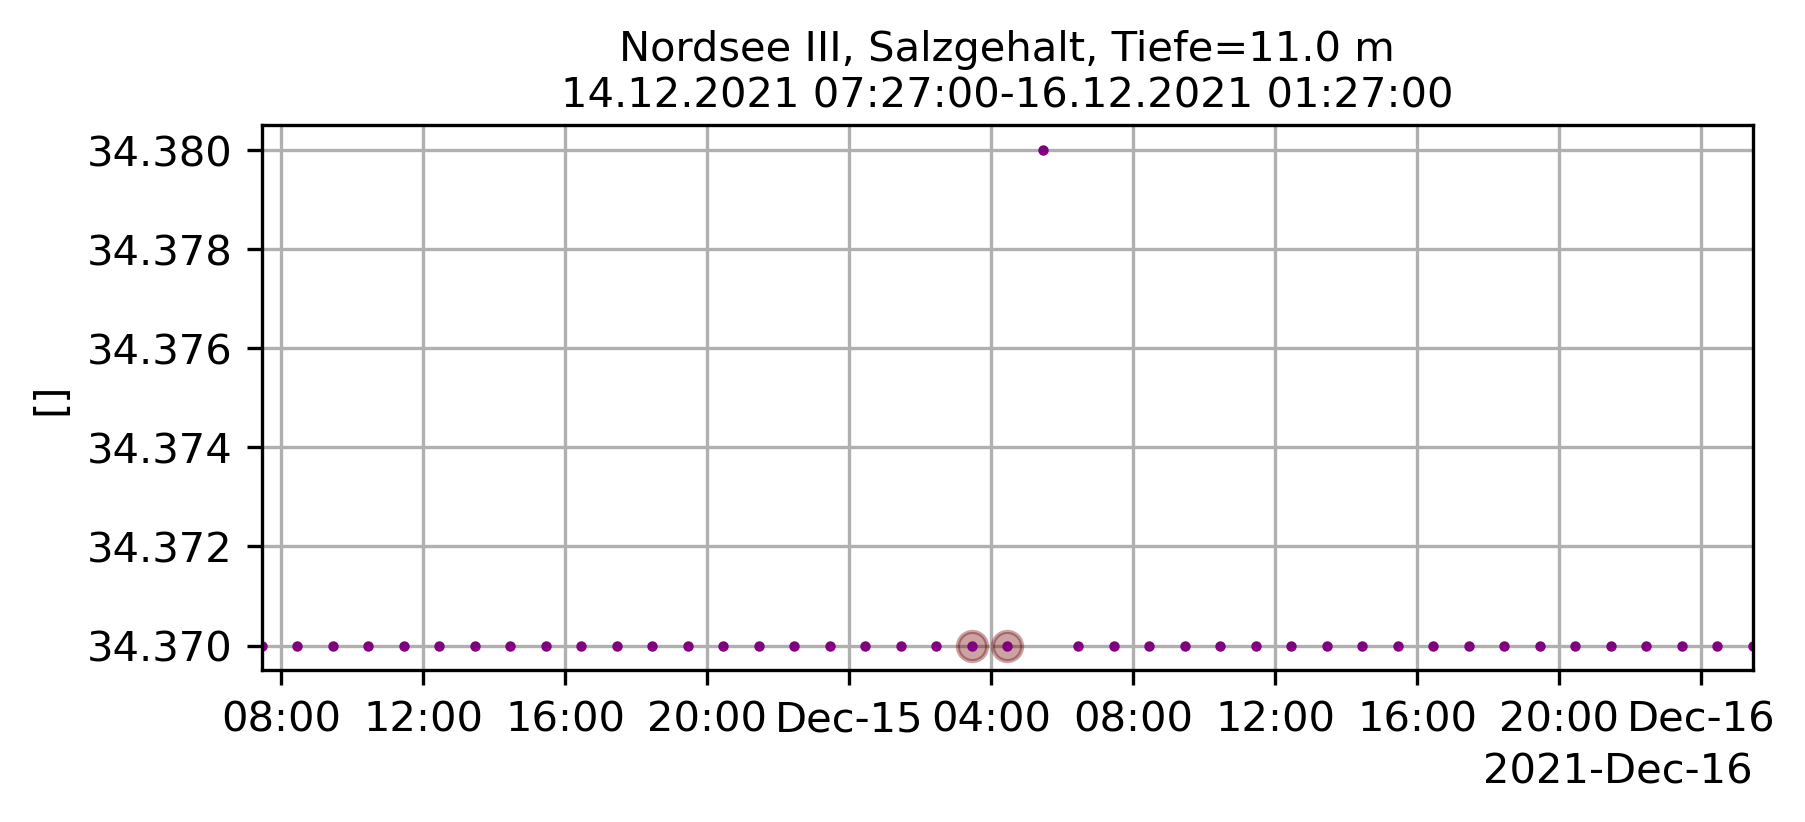 Nordsee III, Salzgehalt, Tiefe=11.0 m
14.12.2021 07:27:00-16.12.2021 01:27:00
34.380
34.378
34.376
[]
34.374
34.372
34.370
08:00 12:00 16:00 20:00 Dec-15 04:00 08:00 12:00 16:00 20:00 Dec-16
2021-Dec-16